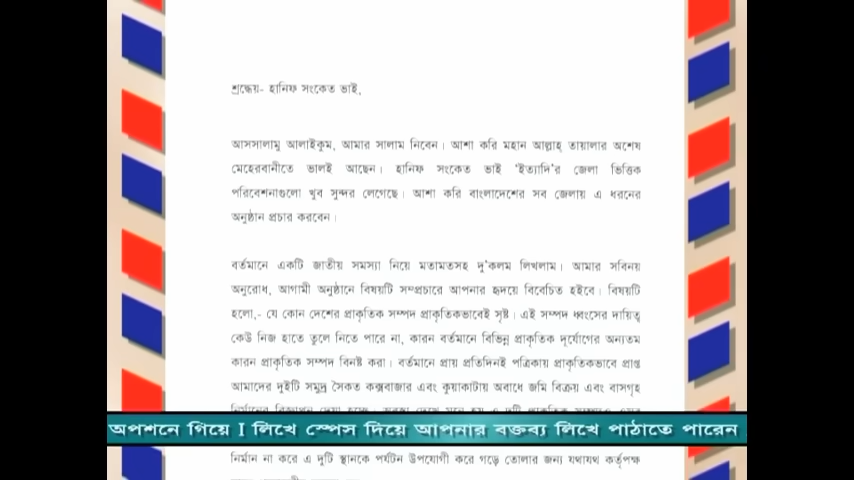 শ্রদ্ধেয়- হানিফ সংকেত ভাই,
আসসালামু আলাইকুম, আমার সালাম নিবেন। আশা করি মহান আল্লাহ্ তায়ালার অশেষ
মেহেরবানীতে ভালই আছেন। হানিফ সংকেত ভাই ‘ইত্যাদি’র জেলা ভিত্তিক
পরিবেশনাগুলো খুব সুন্দর লেগেছে। আশা করি বাংলাদেশের সব জেলায় এ ধরনের
অনুষ্ঠান প্রচার করবেন।
বর্তমানে একটি জাতীয় সমস্যা নিয়ে মতামতসহ দু’কলম লিখলাম। আমার সবিনয়
অনুরোধ, আগামী অনুষ্ঠানে বিষয়টি সম্প্রচারে আপনার হৃদয়ে বিবেচিত হইবে। বিষয়টি
হলো,- যে কোন দেশের প্রাকৃতিক সম্পদ প্রাকৃতিকভাবেই সৃষ্ট। এই সম্পদ ধ্বংসের দায়িত্ব
কেউ নিজ হাতে তুলে নিতে পারে না, কারন বর্তমানে বিভিন্ন প্রাকৃতিক দূর্যোগের অন্যতম
কারন প্রাকৃতিক সম্পদ বিনষ্ট করা। বর্তমানে প্রায় প্রতিদিনই পত্রিকায় প্রাকৃতিকভাবে প্রাপ্ত
আমাদের দুইটি সমুদ্র সৈকত কক্সবাজার এবং কুয়াকাটায় অবাধে জমি বিক্রয় এবং বাসগৃহ
অপশনে গিয়ে I লিখে স্পেস দিয়ে আপনার বক্তব্য লিখে পাঠাতে পারেন
নির্মান না করে এ দুটি স্থানকে পর্যটন উপযোগী করে গড়ে তোলার জন্য যথাযথ কর্তৃপক্ষ